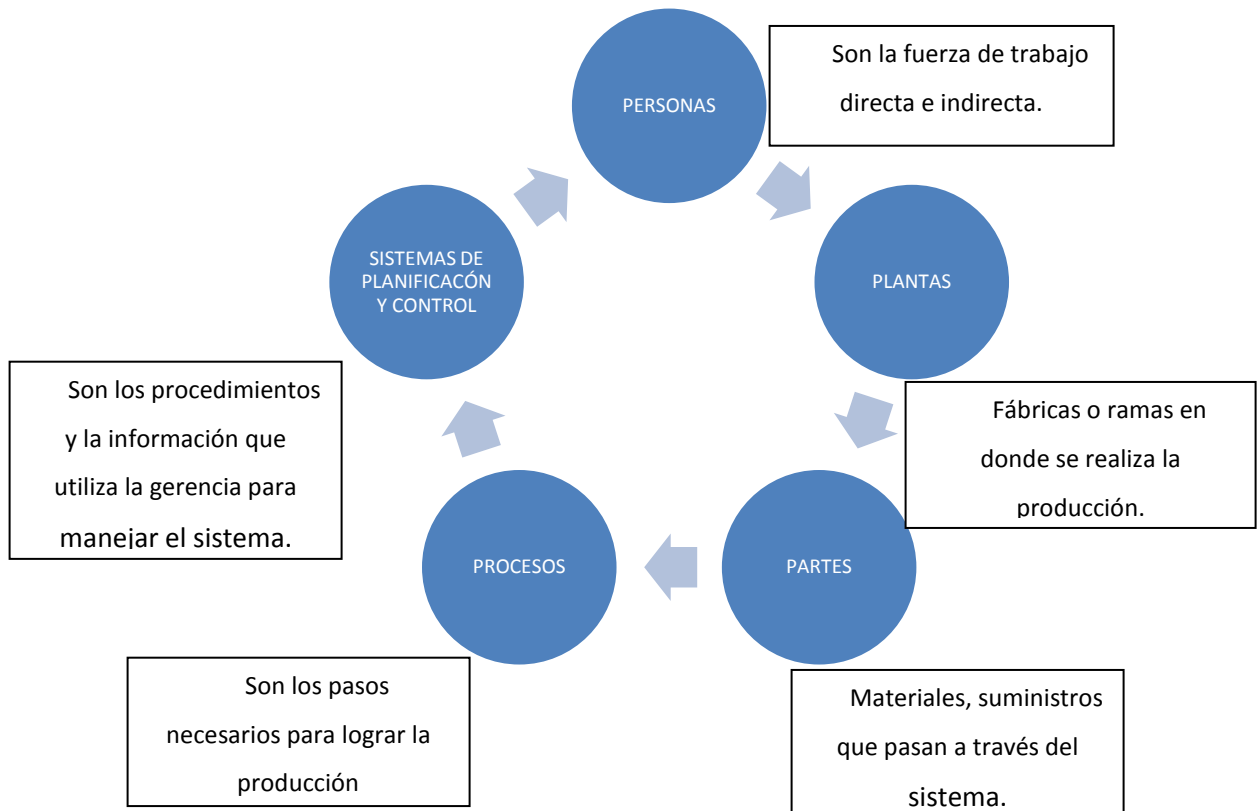 PERSONAS
Son la fuerza de trabajo
directa e indirecta.
PLANTAS
Fábricas o ramas en
donde se realiza la
producción.
PARTES
Materiales, suministros
que pasan a través del
sistema.
PROCESOS
Son los pasos
necesarios para lograr la
producción
SISTEMAS DE
PLANIFICACÓN
Y CONTROL
Son los procedimientos
y la información que
utiliza la gerencia para
manejar el sistema.